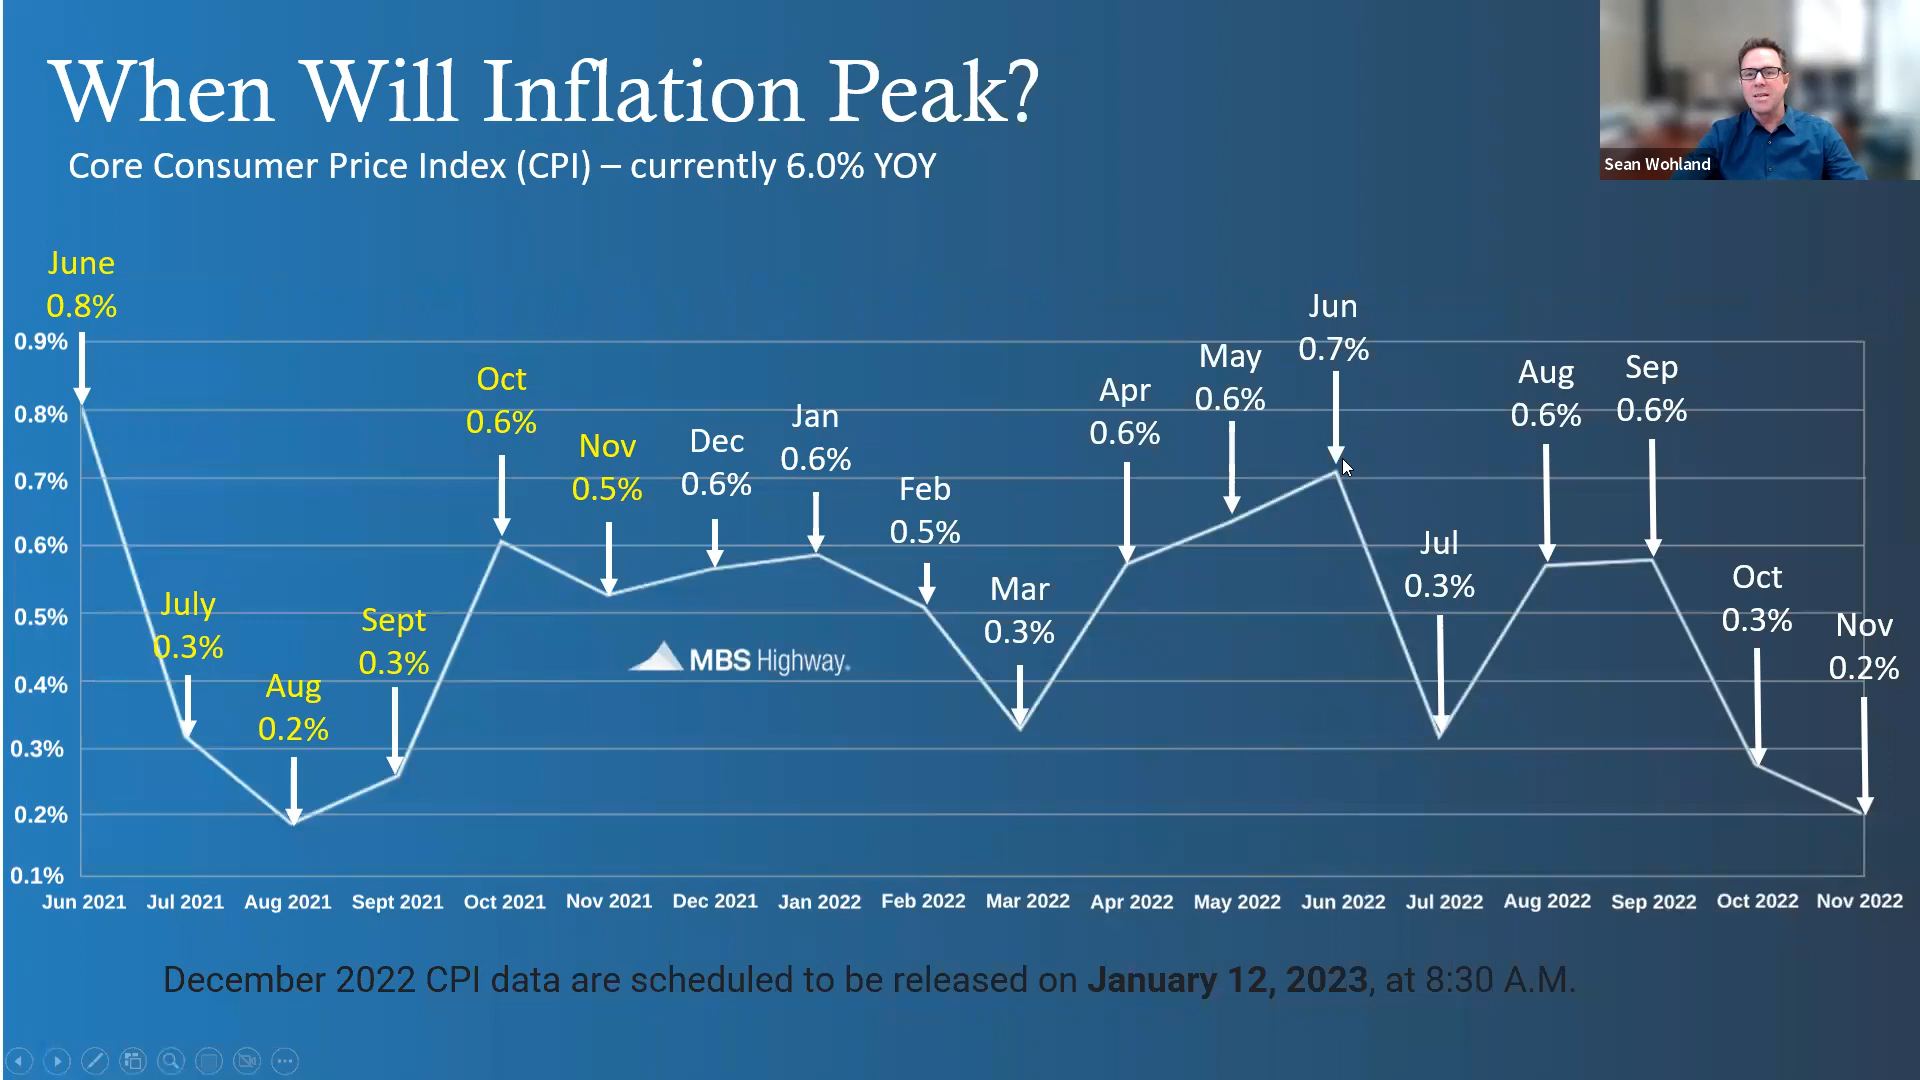 When Will Inflation Peak?
Core Consumer Price Index (CPI) – currently 6.0% YOY
Sean Wohland
June
0.8%
July
0.3%
Aug
0.2%
Sept
0.3%
Oct
0.6%
Nov
0.5%
Dec
0.6%
Jan
0.6%
Feb
0.5%
Mar
0.3%
Apr
0.6%
May
0.6%
Jun
0.7%
Jul
0.3%
Aug
0.6%
Sep
0.6%
Oct
0.3%
Nov
0.2%
0.9%
0.8%
0.7%
0.6%
0.5%
0.4%
0.3%
0.2%
0.1%
MBS Highway.
Jun 2021 Jul 2021 Aug 2021 Sept 2021 Oct 2021 Nov 2021 Dec 2021 Jan 2022 Feb 2022 Mar 2022 Apr 2022 May 2022 Jun 2022 Jul 2022 Aug 2022 Sep 2022 Oct 2022 Nov 2022
December 2022 CPI data are scheduled to be released on January 12, 2023, at 8:30 A.M.